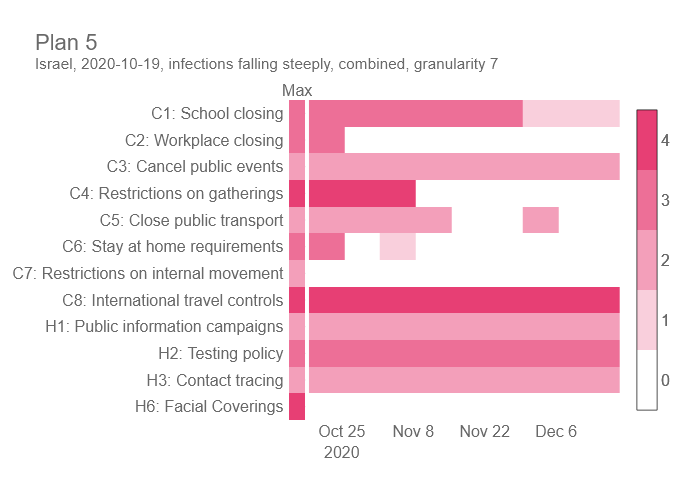 Plan 5
Israel, 2020-10-19, infections falling steeply, combined, granularity 7
Max
C1: School closing
C2: Workplace closing
C3: Cancel public events
C4: Restrictions on gatherings
C5: Close public transport
C6: Stay at home requirements
C7: Restrictions on internal movement
C8: International travel controls
H1: Public information campaigns
H2: Testing policy
H3: Contact tracing
H6: Facial Coverings
Oct 25 Nov 8 Nov 22 Dec 6
2020
4
3
2
1
0